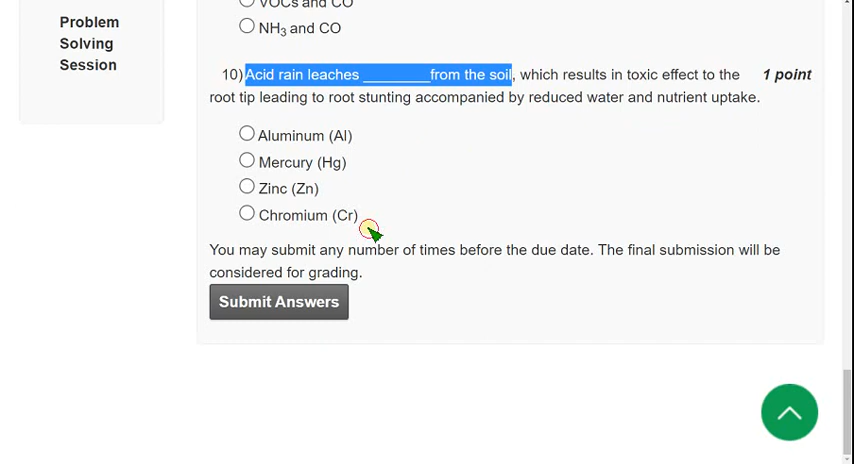 Problem
Solving
Session
VOCs and CO
NH3 and CO
10) Acid rain leaches ________from the soil, which results in toxic effect to the 1 point
root tip leading to root stunting accompanied by reduced water and nutrient uptake.
Aluminum (Al)
Mercury (Hg)
Zinc (Zn)
Chromium (Cr)
You may submit any number of times before the due date. The final submission will be
considered for grading.
Submit Answers